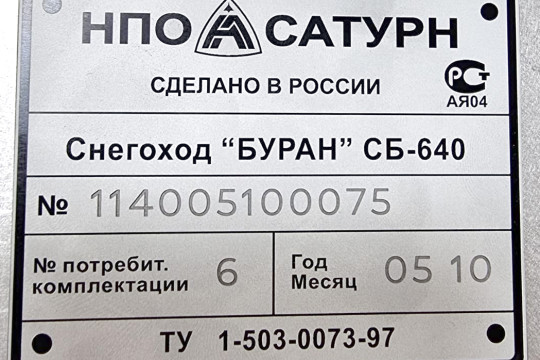 НПО САТУРН
СДЕЛАНО В РОССИИ
РСТ
АЯ04
Снегоход “БУРАН” СБ-640
№ 114005100075
№ потребит. комплектации 6
Год Месяц 05 10
ТУ 1-503-0073-97